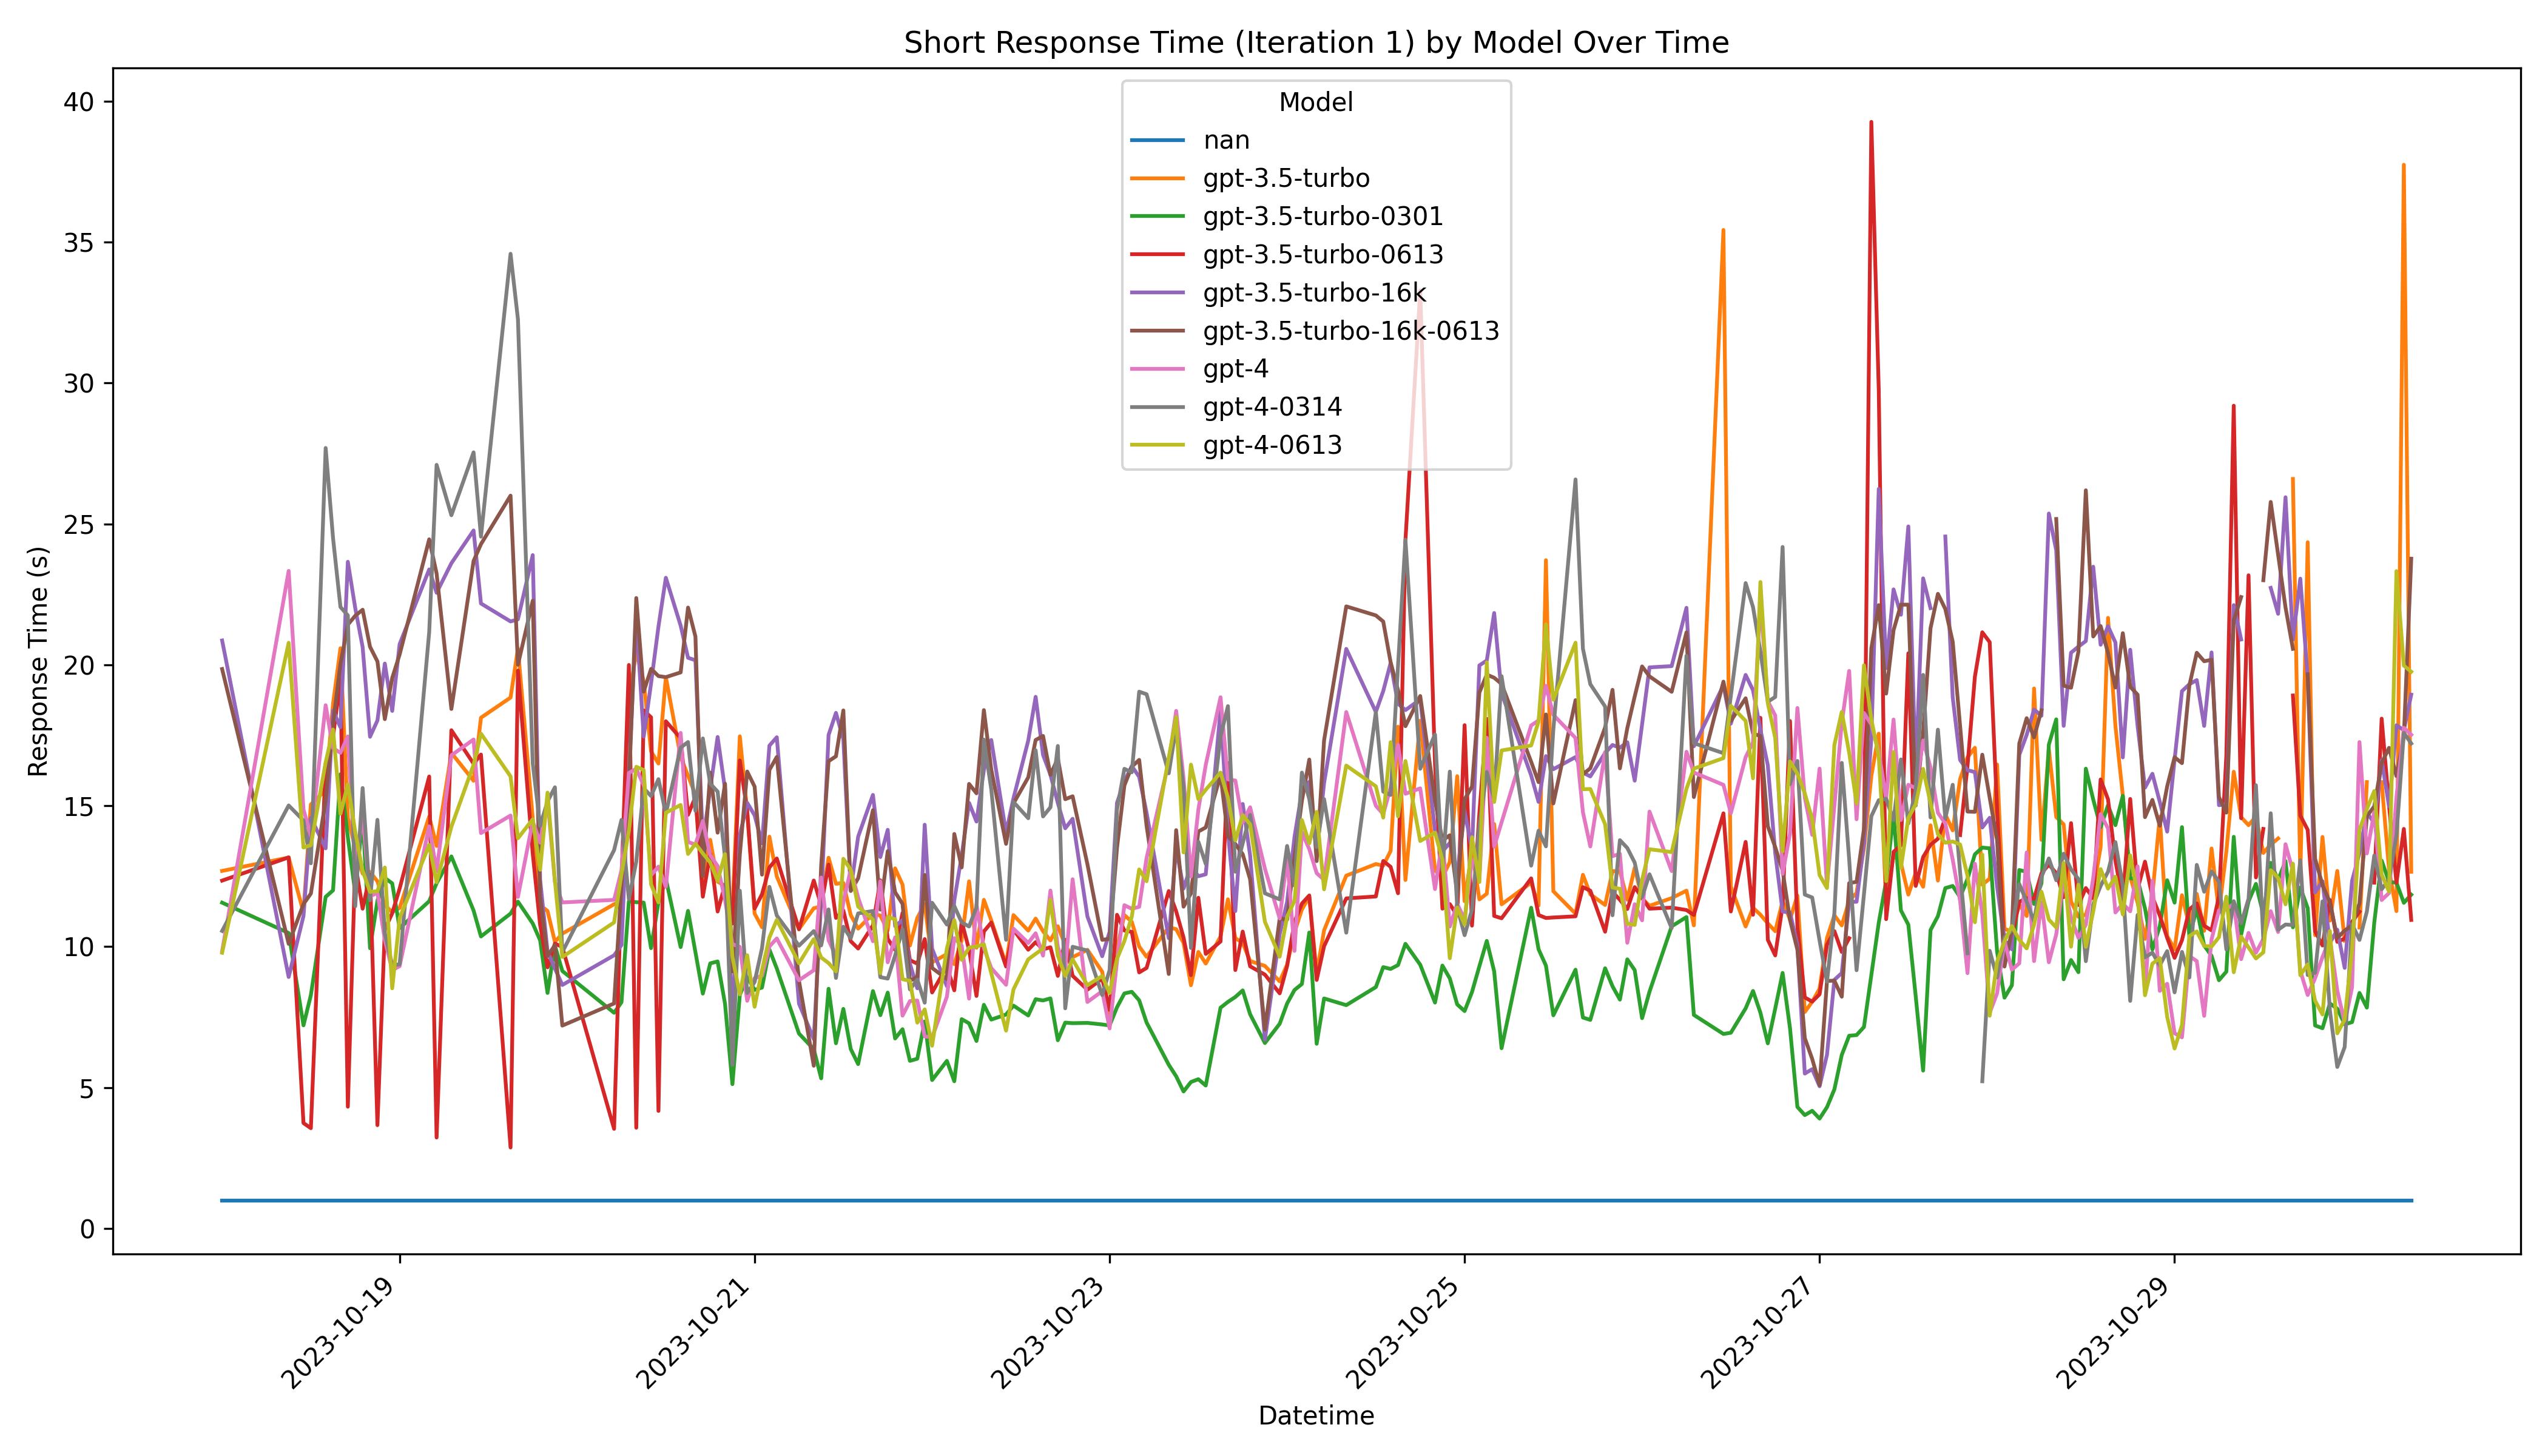 Short Response Time (Iteration 1) by Model Over Time
Model
nan
gpt-3.5-turbo
gpt-3.5-turbo-0301
gpt-3.5-turbo-0613
gpt-3.5-turbo-16k
gpt-3.5-turbo-16k-0613
gpt-4
gpt-4-0314
gpt-4-0613
Response Time (s)
40
35
30
25
20
15
10
5
0
2023-10-19
2023-10-21
2023-10-23
2023-10-25
2023-10-27
2023-10-29
Datetime